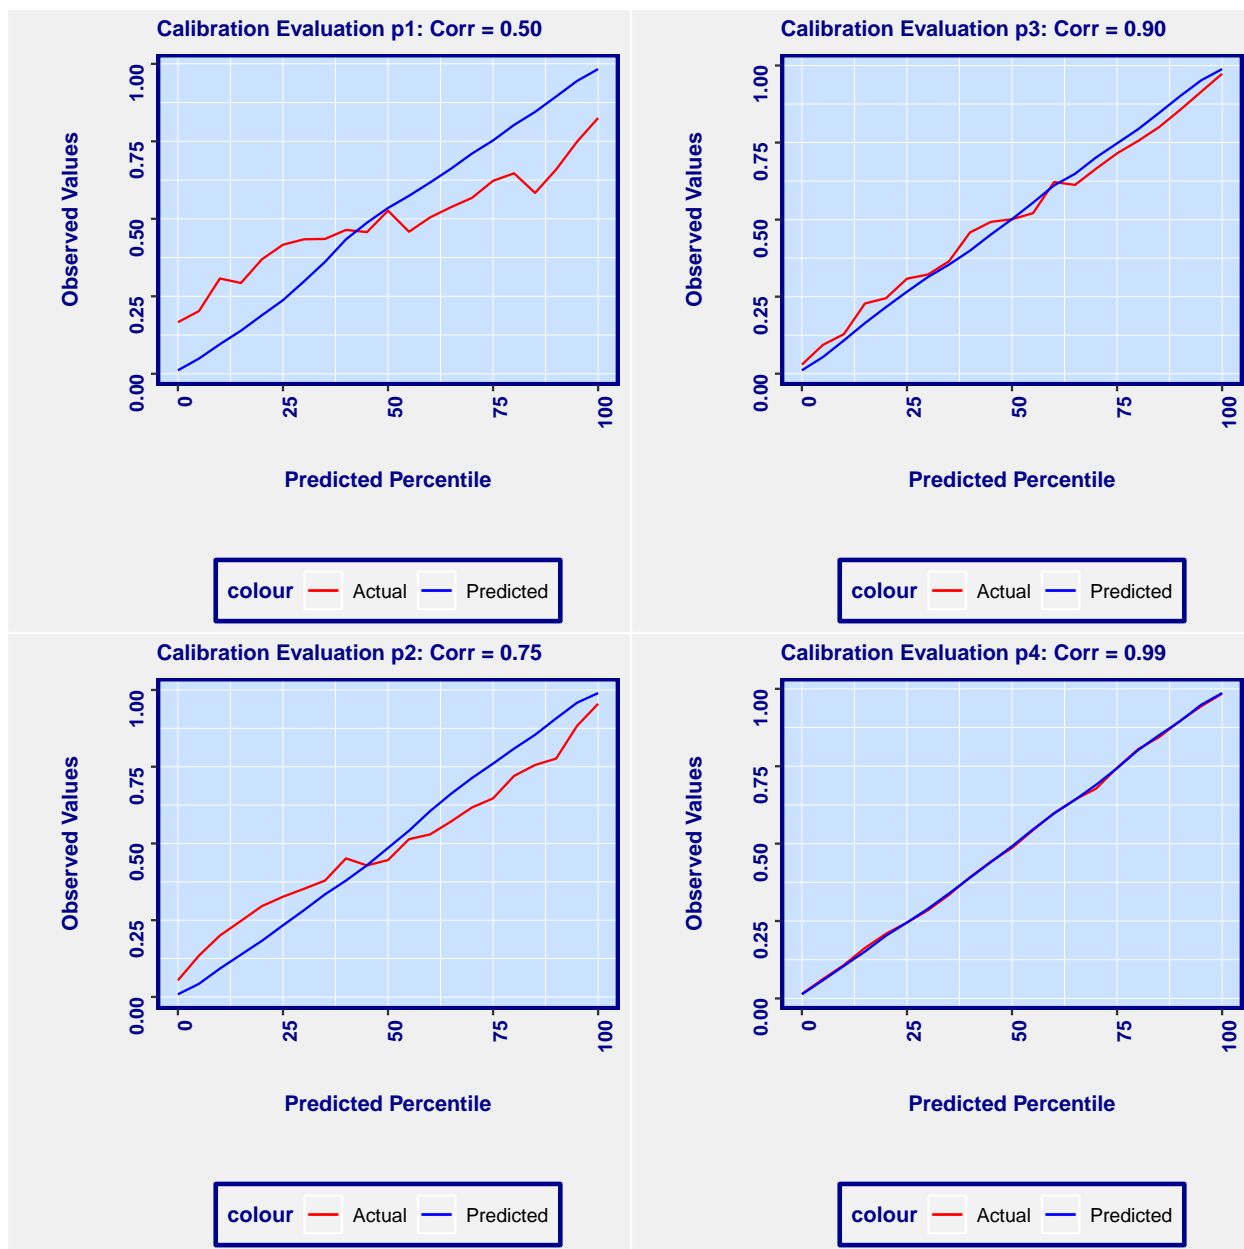 Calibration Evaluation p1: Corr = 0.50
Observed Values
1.00
0.75
0.50
0.25
0.00
0
25
50
75
100
Predicted Percentile
colour Actual Predicted
Calibration Evaluation p3: Corr = 0.90
Observed Values
1.00
0.75
0.50
0.25
0.00
0
25
50
75
100
Predicted Percentile
colour Actual Predicted
Calibration Evaluation p2: Corr = 0.75
Observed Values
1.00
0.75
0.50
0.25
0.00
0
25
50
75
100
Predicted Percentile
colour Actual Predicted
Calibration Evaluation p4: Corr = 0.99
Observed Values
1.00
0.75
0.50
0.25
0.00
0
25
50
75
100
Predicted Percentile
colour Actual Predicted